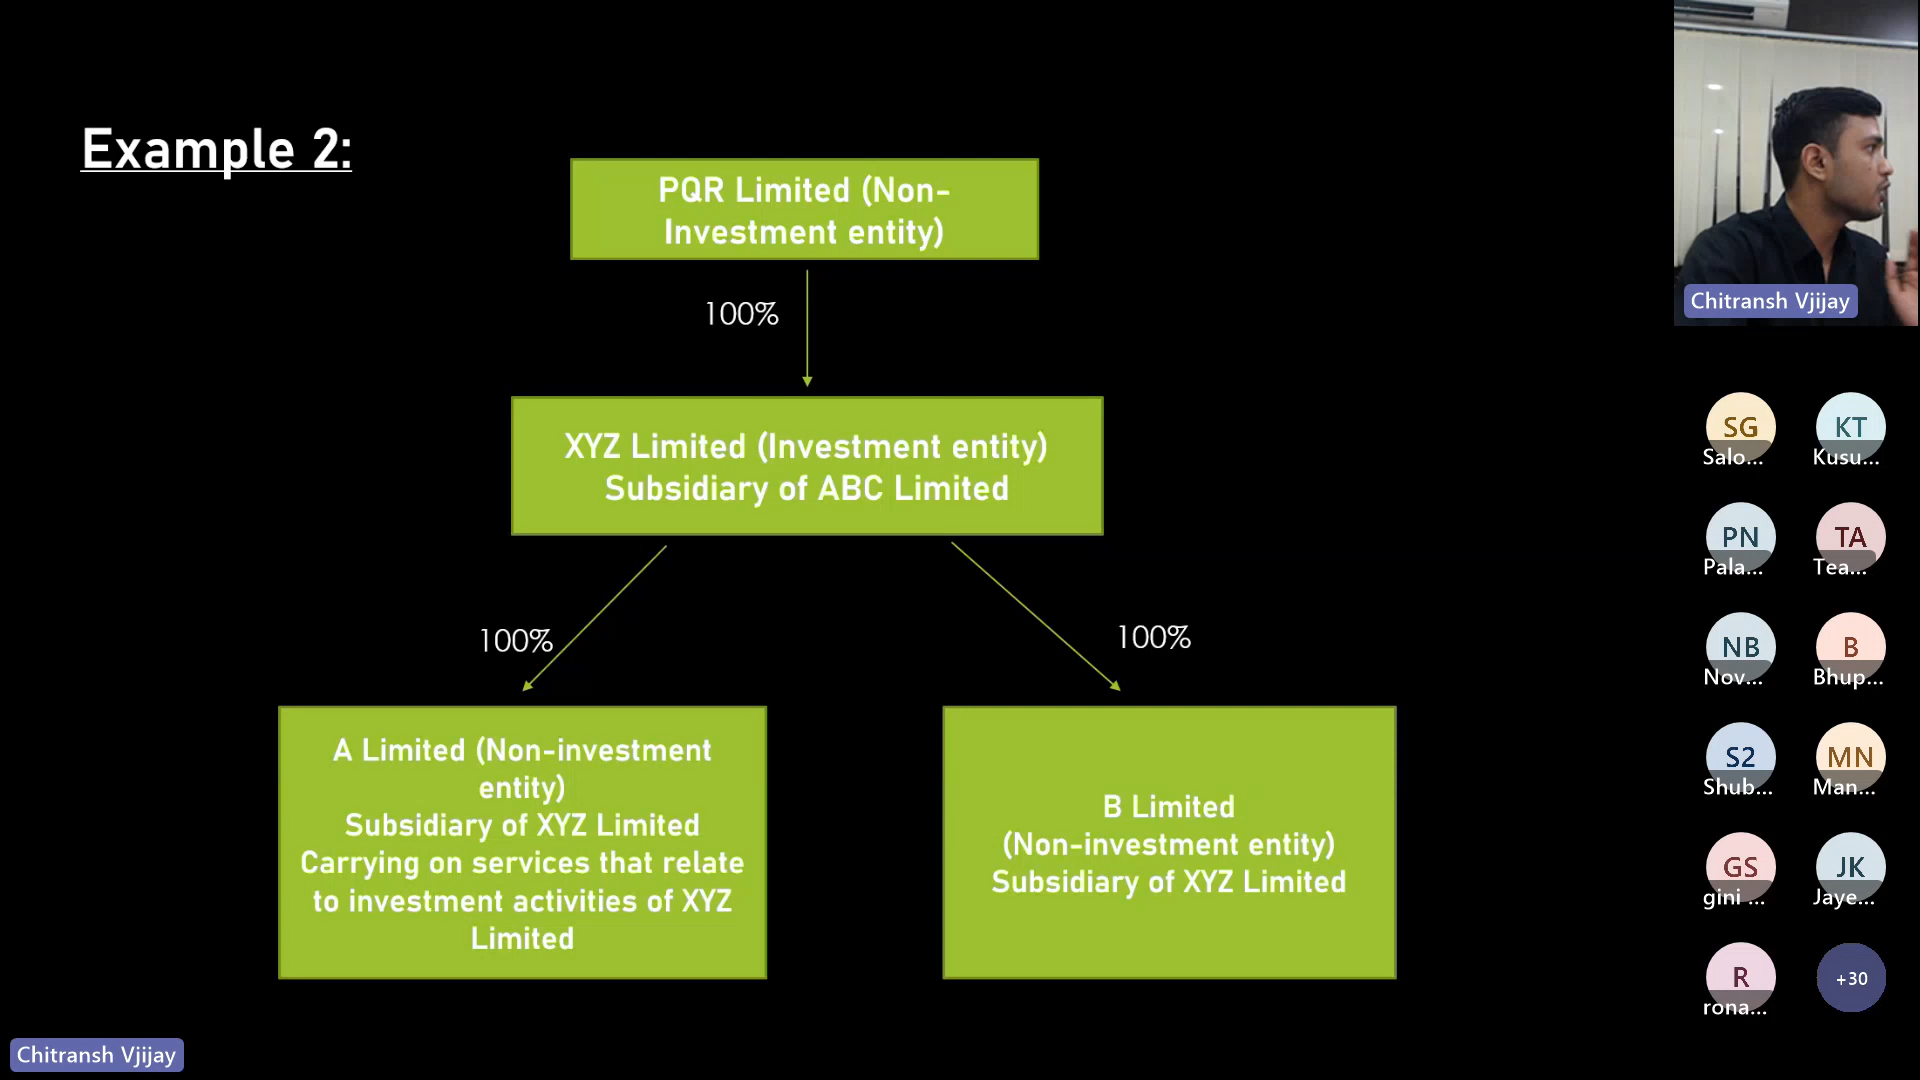 Example 2:
PQR Limited (Non-
Investment entity)
100%
XYZ Limited (Investment entity)
Subsidiary of ABC Limited
100%
100%
A Limited (Non-investment
entity)
Subsidiary of XYZ Limited
Carrying on services that relate
to investment activities of XYZ
Limited
B Limited
(Non-investment entity)
Subsidiary of XYZ Limited
Chitransh Vjijay
SG
Salo...
KT
Kusu...
PN
Pala...
TA
Tea...
NB
Nov...
B
Bhup...
S2
Shub...
MN
Man...
GS
gini ...
JK
Jaye...
R
rona...
+30
Chitransh Vjijay